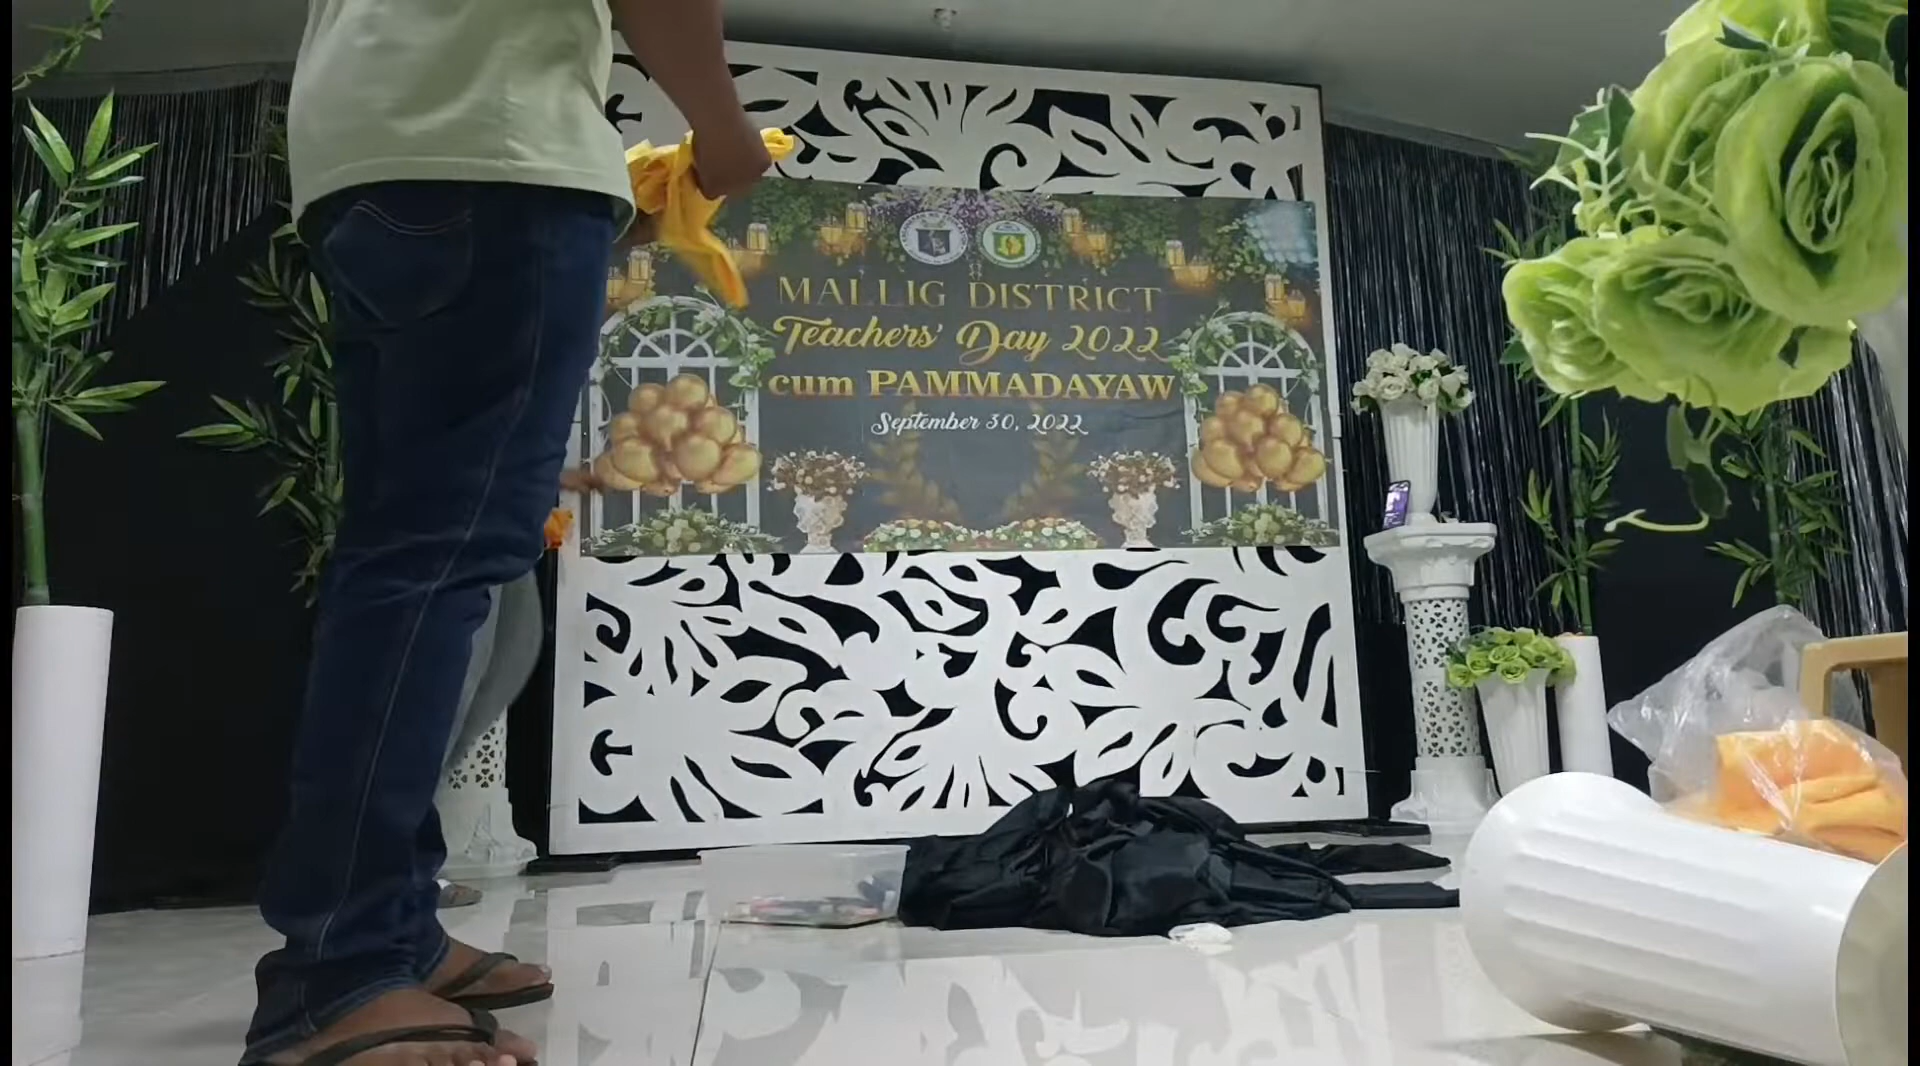 MALLIG DISTRICT
Teachers' Day 2022
cum PAMMADAYAW
September 30, 2022